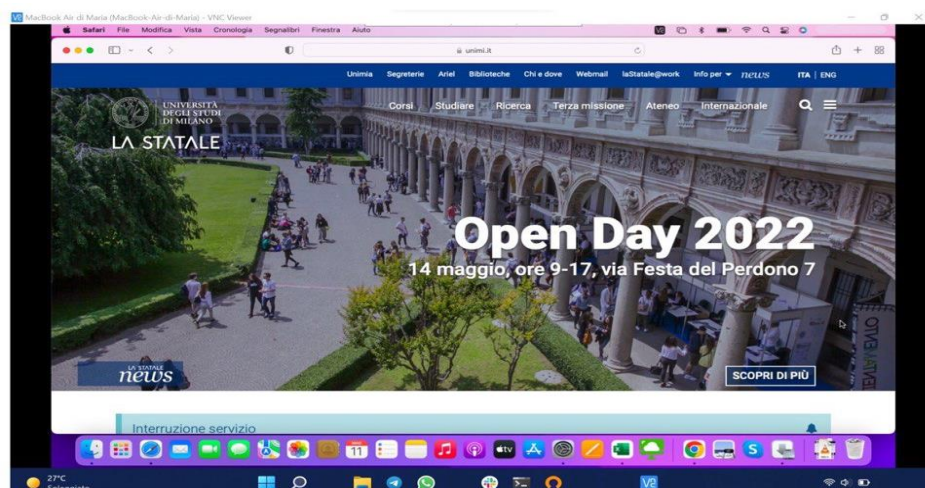 MacBook Air di Maria (MacBook-Air-di-Maria) - VNC Viewer
Safari File Modifica Vista Cronologia Segnalibri Finestra Aiuto
unimi.it
Unimia Segreterie Ariel Biblioteche Chi e dove Webmail laStatale@work Info per news ITA | ENG
UNIVERSITÀ
DEGLI STUDI
DI MILANO
LA STATALE
Corsi Studiare Ricerca Terza missione Ateneo Internazionale
Open Day 2022
14 maggio, ore 9-17, via Festa del Perdono 7
LA STATALE
news
SCOPRI DI PIÙ
Interruzione servizio
11
tv
27°C
Soleggiato